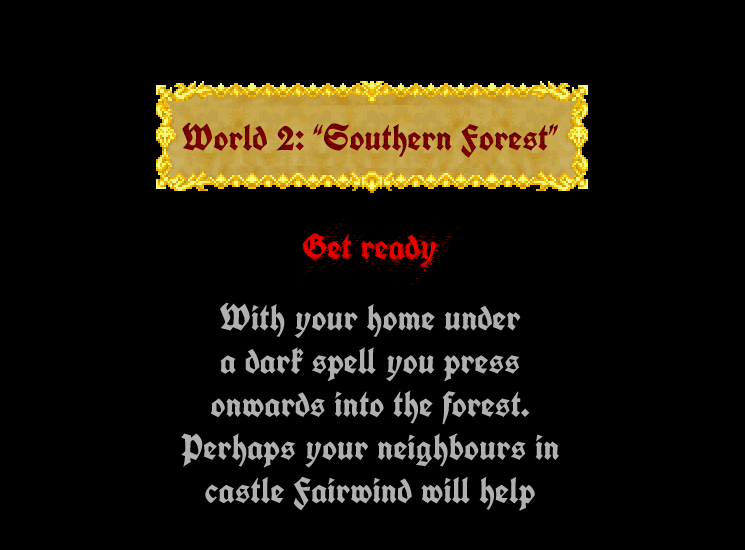 World 2: “Southern Forest”
Get ready
With your home under
a dark spell you press
onwards into the forest.
Perhaps your neighbours in
castle Fairwind will help